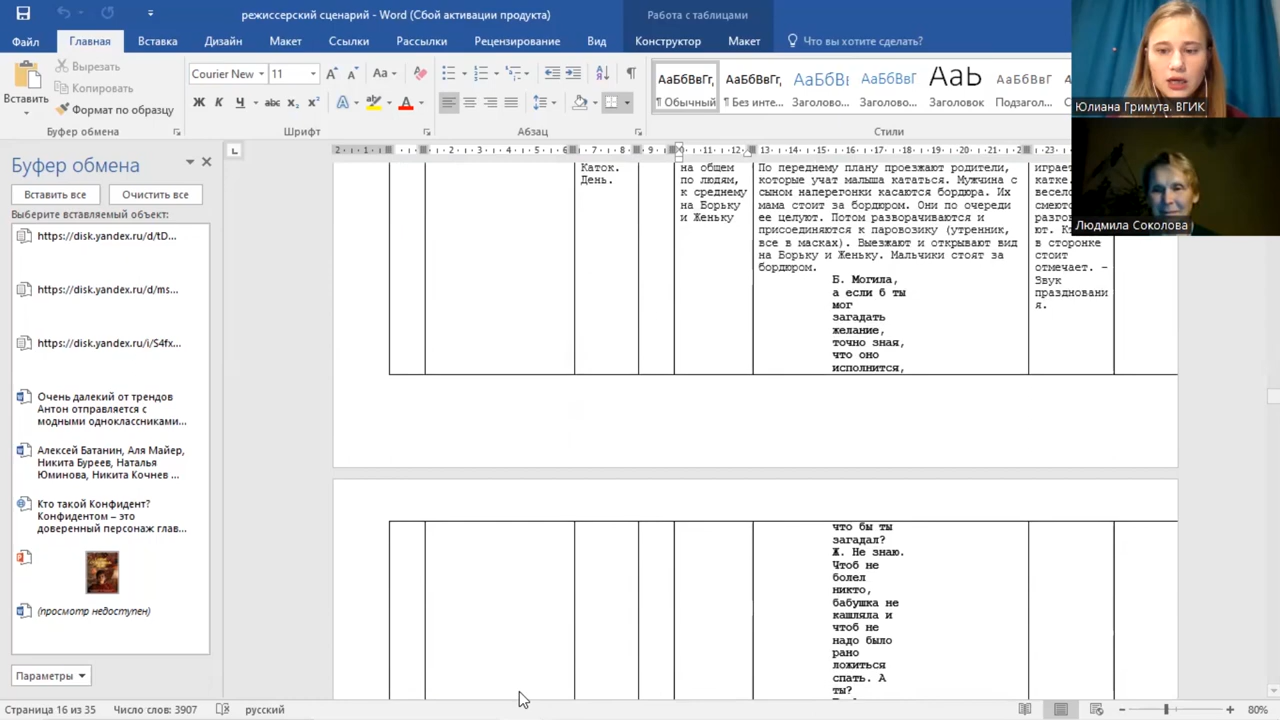 режиссерский сценарий - Word (Сбой активации продукта)
Работа с таблицами
Файл
Главная
Вставка
Дизайн
Макет
Ссылки
Рассылки
Рецензирование
Вид
Конструктор
Макет
Что вы хотите сделать?
Вставить
Вырезать
Копировать
Формат по образцу
Буфер обмена
Courier New
11
Aa
Ж К Ч abc x₂ x²
Шрифт
Абзац
АаБбВвГг,
¶ Обычный
АаБбВвГг,
¶ Без инте...
АаБбВв
Заголово...
АаБбВвГ
Заголово...
АаЬ
Заголовок
АаБбВвГ
Подзагол...
Стили
Юлиана Гримута. ВГИК
Людмила Соколова
Буфер обмена
Вставить все
Очистить все
Выберите вставляемый объект:
https://disk.yandex.ru/d/tD...
https://disk.yandex.ru/d/ms...
https://disk.yandex.ru/i/S4fx...
Очень далекий от трендов
Антон отправляется с
модными одноклассниками...
Алексей Батанин, Аля Майер,
Никита Буреев, Наталья
Юминова, Никита Кочнев ...
Кто такой Конфидент?
Конфидентом – это
доверенный персонаж глав...
(просмотр недоступен)
Параметры
Каток.
День.
на общем
по людям,
к среднему
на Борьку
и Женьку
По переднему плану проезжают родители,
которые учат малыша кататься. Мужчина с
сыном наперегонки касаются бордюра. Их
мама стоит за бордюром. Они по очереди
ее целуют. Потом разворачиваются и
присоединяются к паровозику (утренник,
все в масках). Выезжают и открывают вид
на Борьку и Женьку. Мальчики стоят за
бордюром.
Б. Могила,
а если б ты
мог
загадать
желание,
точно зная,
что оно
исполнится,
играет
катке.
весело
смеютс
разгов
ют. К
в сторонке
стоит
отмечает. -
Звук
праздновани
я.
что бы ты
загадал?
Ж. Не знаю.
Чтоб не
болел
никто,
бабушка не
кашляла и
чтоб не
надо было
рано
ложиться
спать. А
ты?
Страница 16 из 35
Число слов: 3907
русский
80%